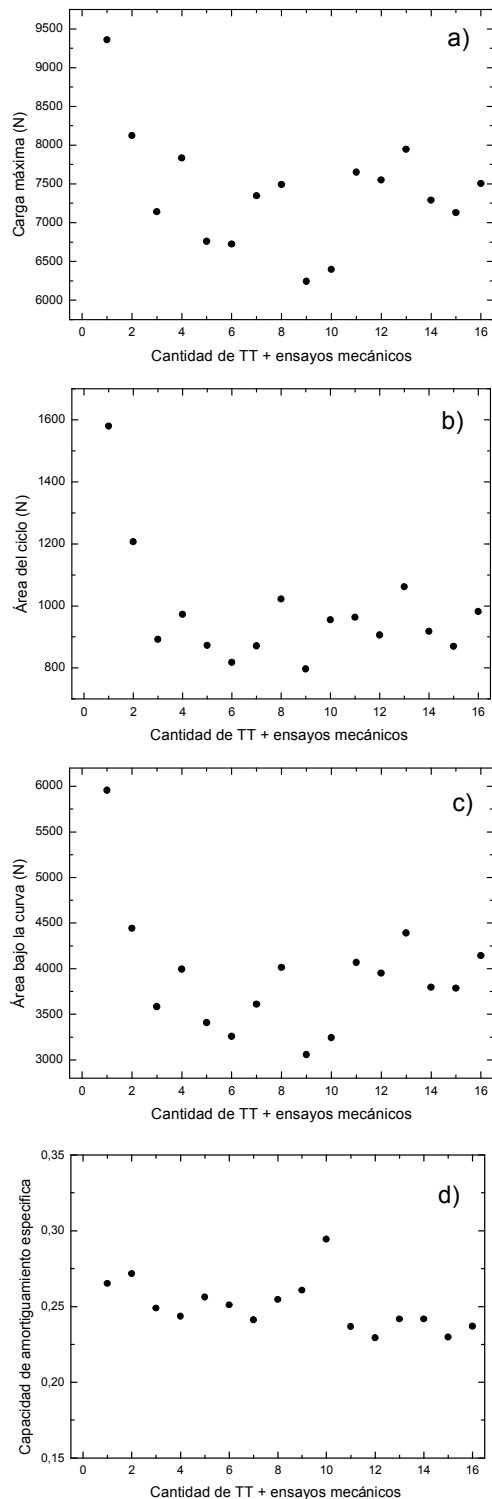 a)
9500
9000
8500
8000
7500
7000
6500
6000
Carga máxima (N)
0 2 4 6 8 10 12 14 16
Cantidad de TT + ensayos mecánicos
b)
1600
1400
1200
1000
800
Área del ciclo (N)
0 2 4 6 8 10 12 14 16
Cantidad de TT + ensayos mecánicos
c)
6000
5500
5000
4500
4000
3500
3000
Área bajo la curva (N)
0 2 4 6 8 10 12 14 16
Cantidad de TT + ensayos mecánicos
d)
0,35
0,30
0,25
0,20
0,15
Capacidad de amortiguamiento especifica
0 2 4 6 8 10 12 14 16
Cantidad de TT + ensayos mecánicos